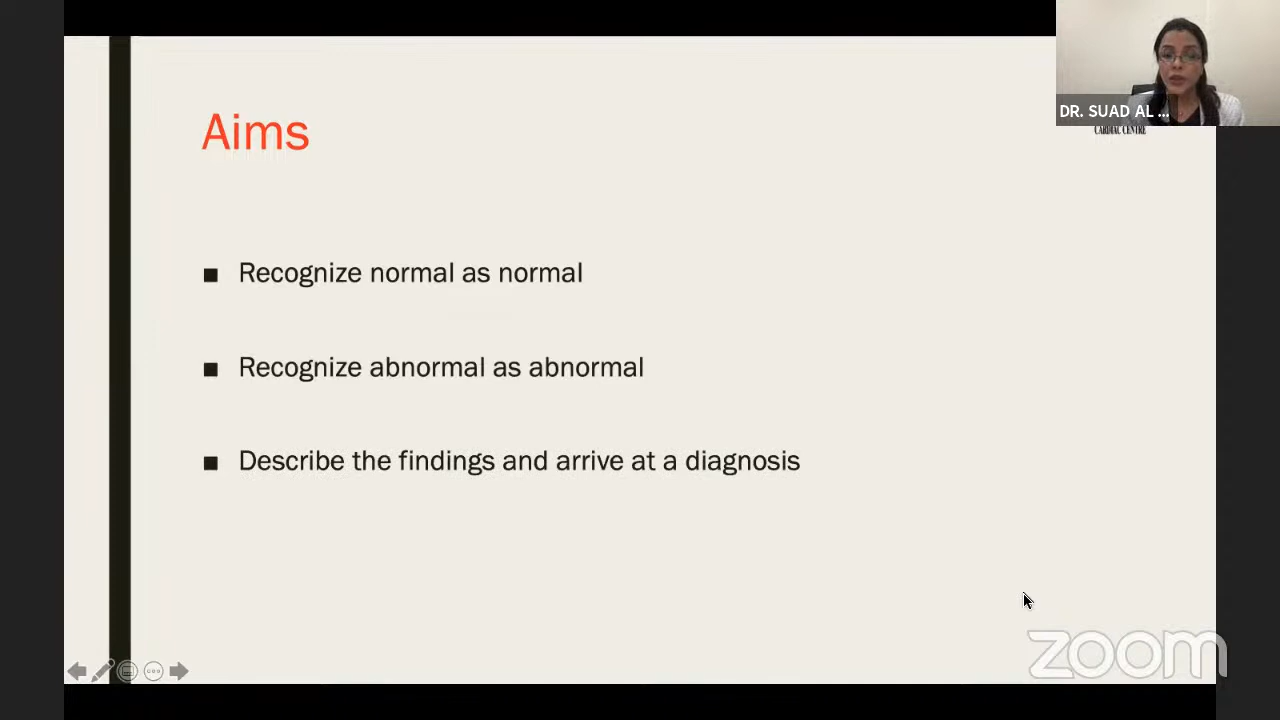 DR. SUAD AL ...
CARDIAC CENTRE
Aims
■ Recognize normal as normal
■ Recognize abnormal as abnormal
■ Describe the findings and arrive at a diagnosis
zoom